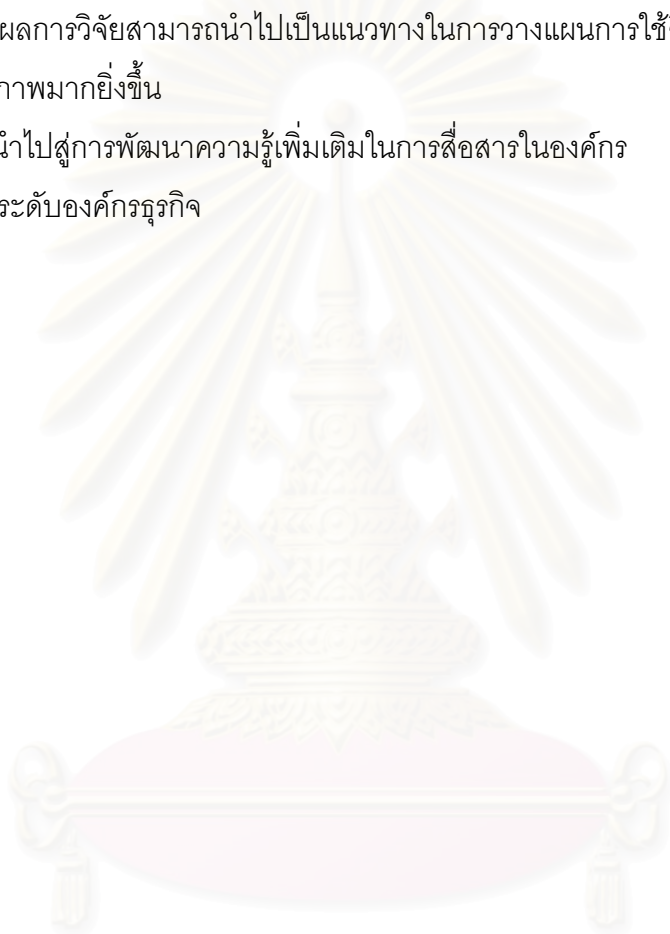 ผลการวิจัยสามารถนำไปเป็นแนวทางในการวางแผนการใช้
ภาพมากยิ่งขึ้น
นำไปสู่การพัฒนาความรู้เพิ่มเติมในการสื่อสารในองค์กร
ระดับองค์กรธุรกิจ